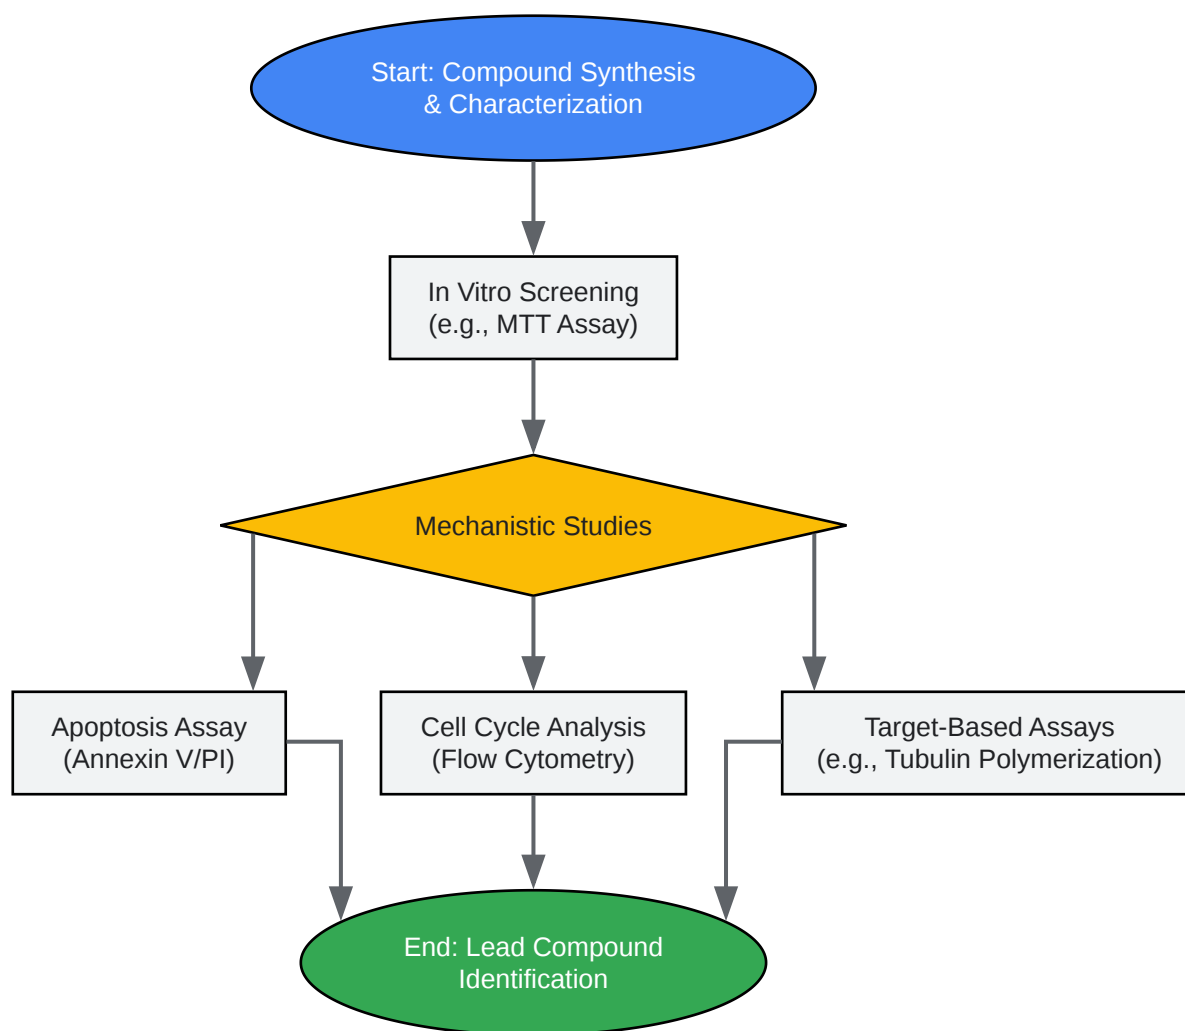 Start: Compound Synthesis
& Characterization
In Vitro Screening
(e.g., MTT Assay)
Mechanistic Studies
Apoptosis Assay
(Annexin V/PI)
Cell Cycle Analysis
(Flow Cytometry)
Target-Based Assays
(e.g., Tubulin Polymerization)
End: Lead Compound
Identification